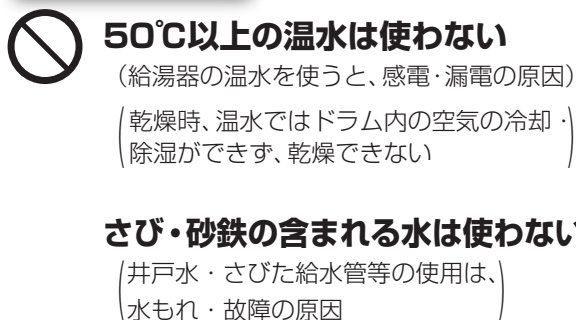 50℃以上の温水は使わない
（給湯器の温水を使うと、感電・漏電の原因）
（乾燥時、温水ではドラム内の空気の冷却・
除湿ができず、乾燥できない）
さび・砂鉄の含まれる水は使わない
（井戸水・さびた給水管等の使用は、
水もれ・故障の原因）